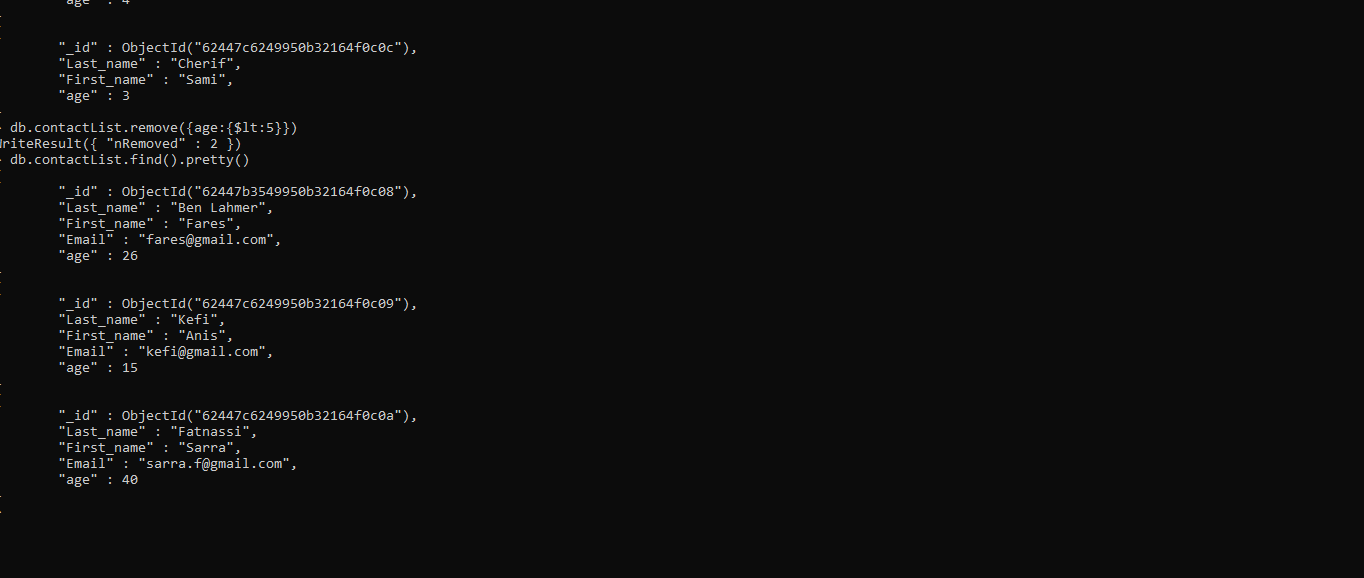 "age" : 4
"_id" : ObjectId("62447c6249950b32164f0c0c"),
"Last_name" : "Cherif",
"First_name" : "Sami",
"age" : 3
db.contactList.remove({age:{$lt:5}})
WriteResult({ "nRemoved" : 2 })
db.contactList.find().pretty()
"_id" : ObjectId("62447b3549950b32164f0c08"),
"Last_name" : "Ben Lahmer",
"First_name" : "Fares",
"Email" : "fares@gmail.com",
"age" : 26
"_id" : ObjectId("62447c6249950b32164f0c09"),
"Last_name" : "Kefi",
"First_name" : "Anis",
"Email" : "kefi@gmail.com",
"age" : 15
"_id" : ObjectId("62447c6249950b32164f0c0a"),
"Last_name" : "Fatnassi",
"First_name" : "Sarra",
"Email" : "sarra.f@gmail.com",
"age" : 40